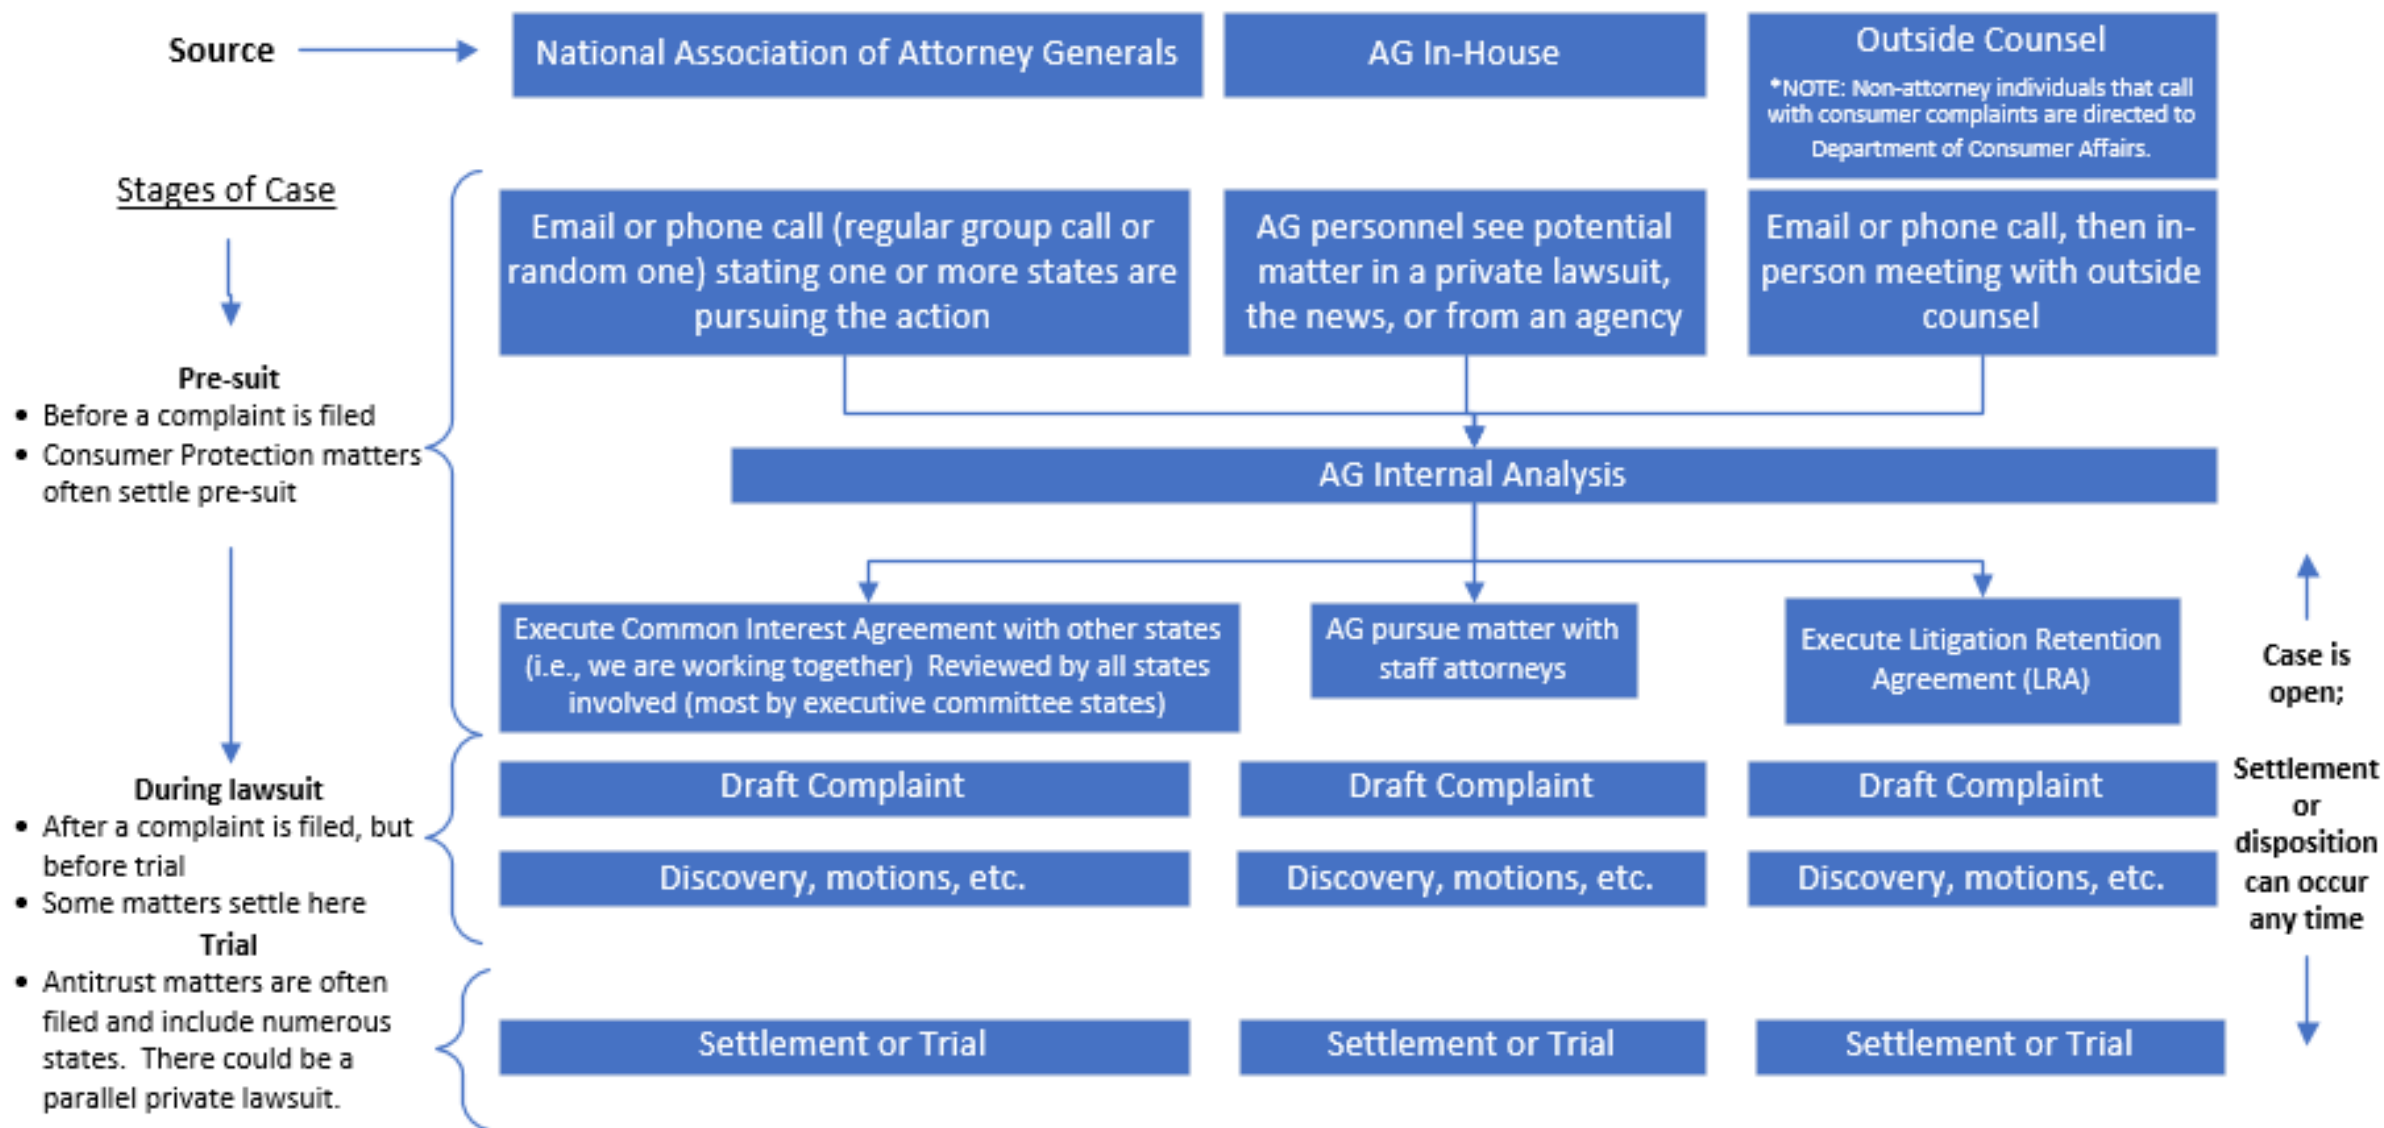 Source
National Association of Attorney Generals
AG In-House
Outside Counsel
*NOTE: Non-attorney individuals that call
with consumer complaints are directed to
Department of Consumer Affairs.
Stages of Case
Email or phone call (regular group call or
random one) stating one or more states are
pursuing the action
AG personnel see potential
matter in a private lawsuit,
the news, or from an agency
Email or phone call, then in-
person meeting with outside
counsel
Pre-suit
• Before a complaint is filed
• Consumer Protection matters
often settle pre-suit
AG Internal Analysis
Execute Common Interest Agreement with other states
(i.e., we are working together)  Reviewed by all states
involved (most by executive committee states)
AG pursue matter with
staff attorneys
Execute Litigation Retention
Agreement (LRA)
Case is
open;
Settlement
or
disposition
can occur
any time
During lawsuit
• After a complaint is filed, but
before trial
• Some matters settle here
Draft Complaint
Draft Complaint
Draft Complaint
Discovery, motions, etc.
Discovery, motions, etc.
Discovery, motions, etc.
Trial
• Antitrust matters are often
filed and include numerous
states.  There could be a
parallel private lawsuit.
Settlement or Trial
Settlement or Trial
Settlement or Trial